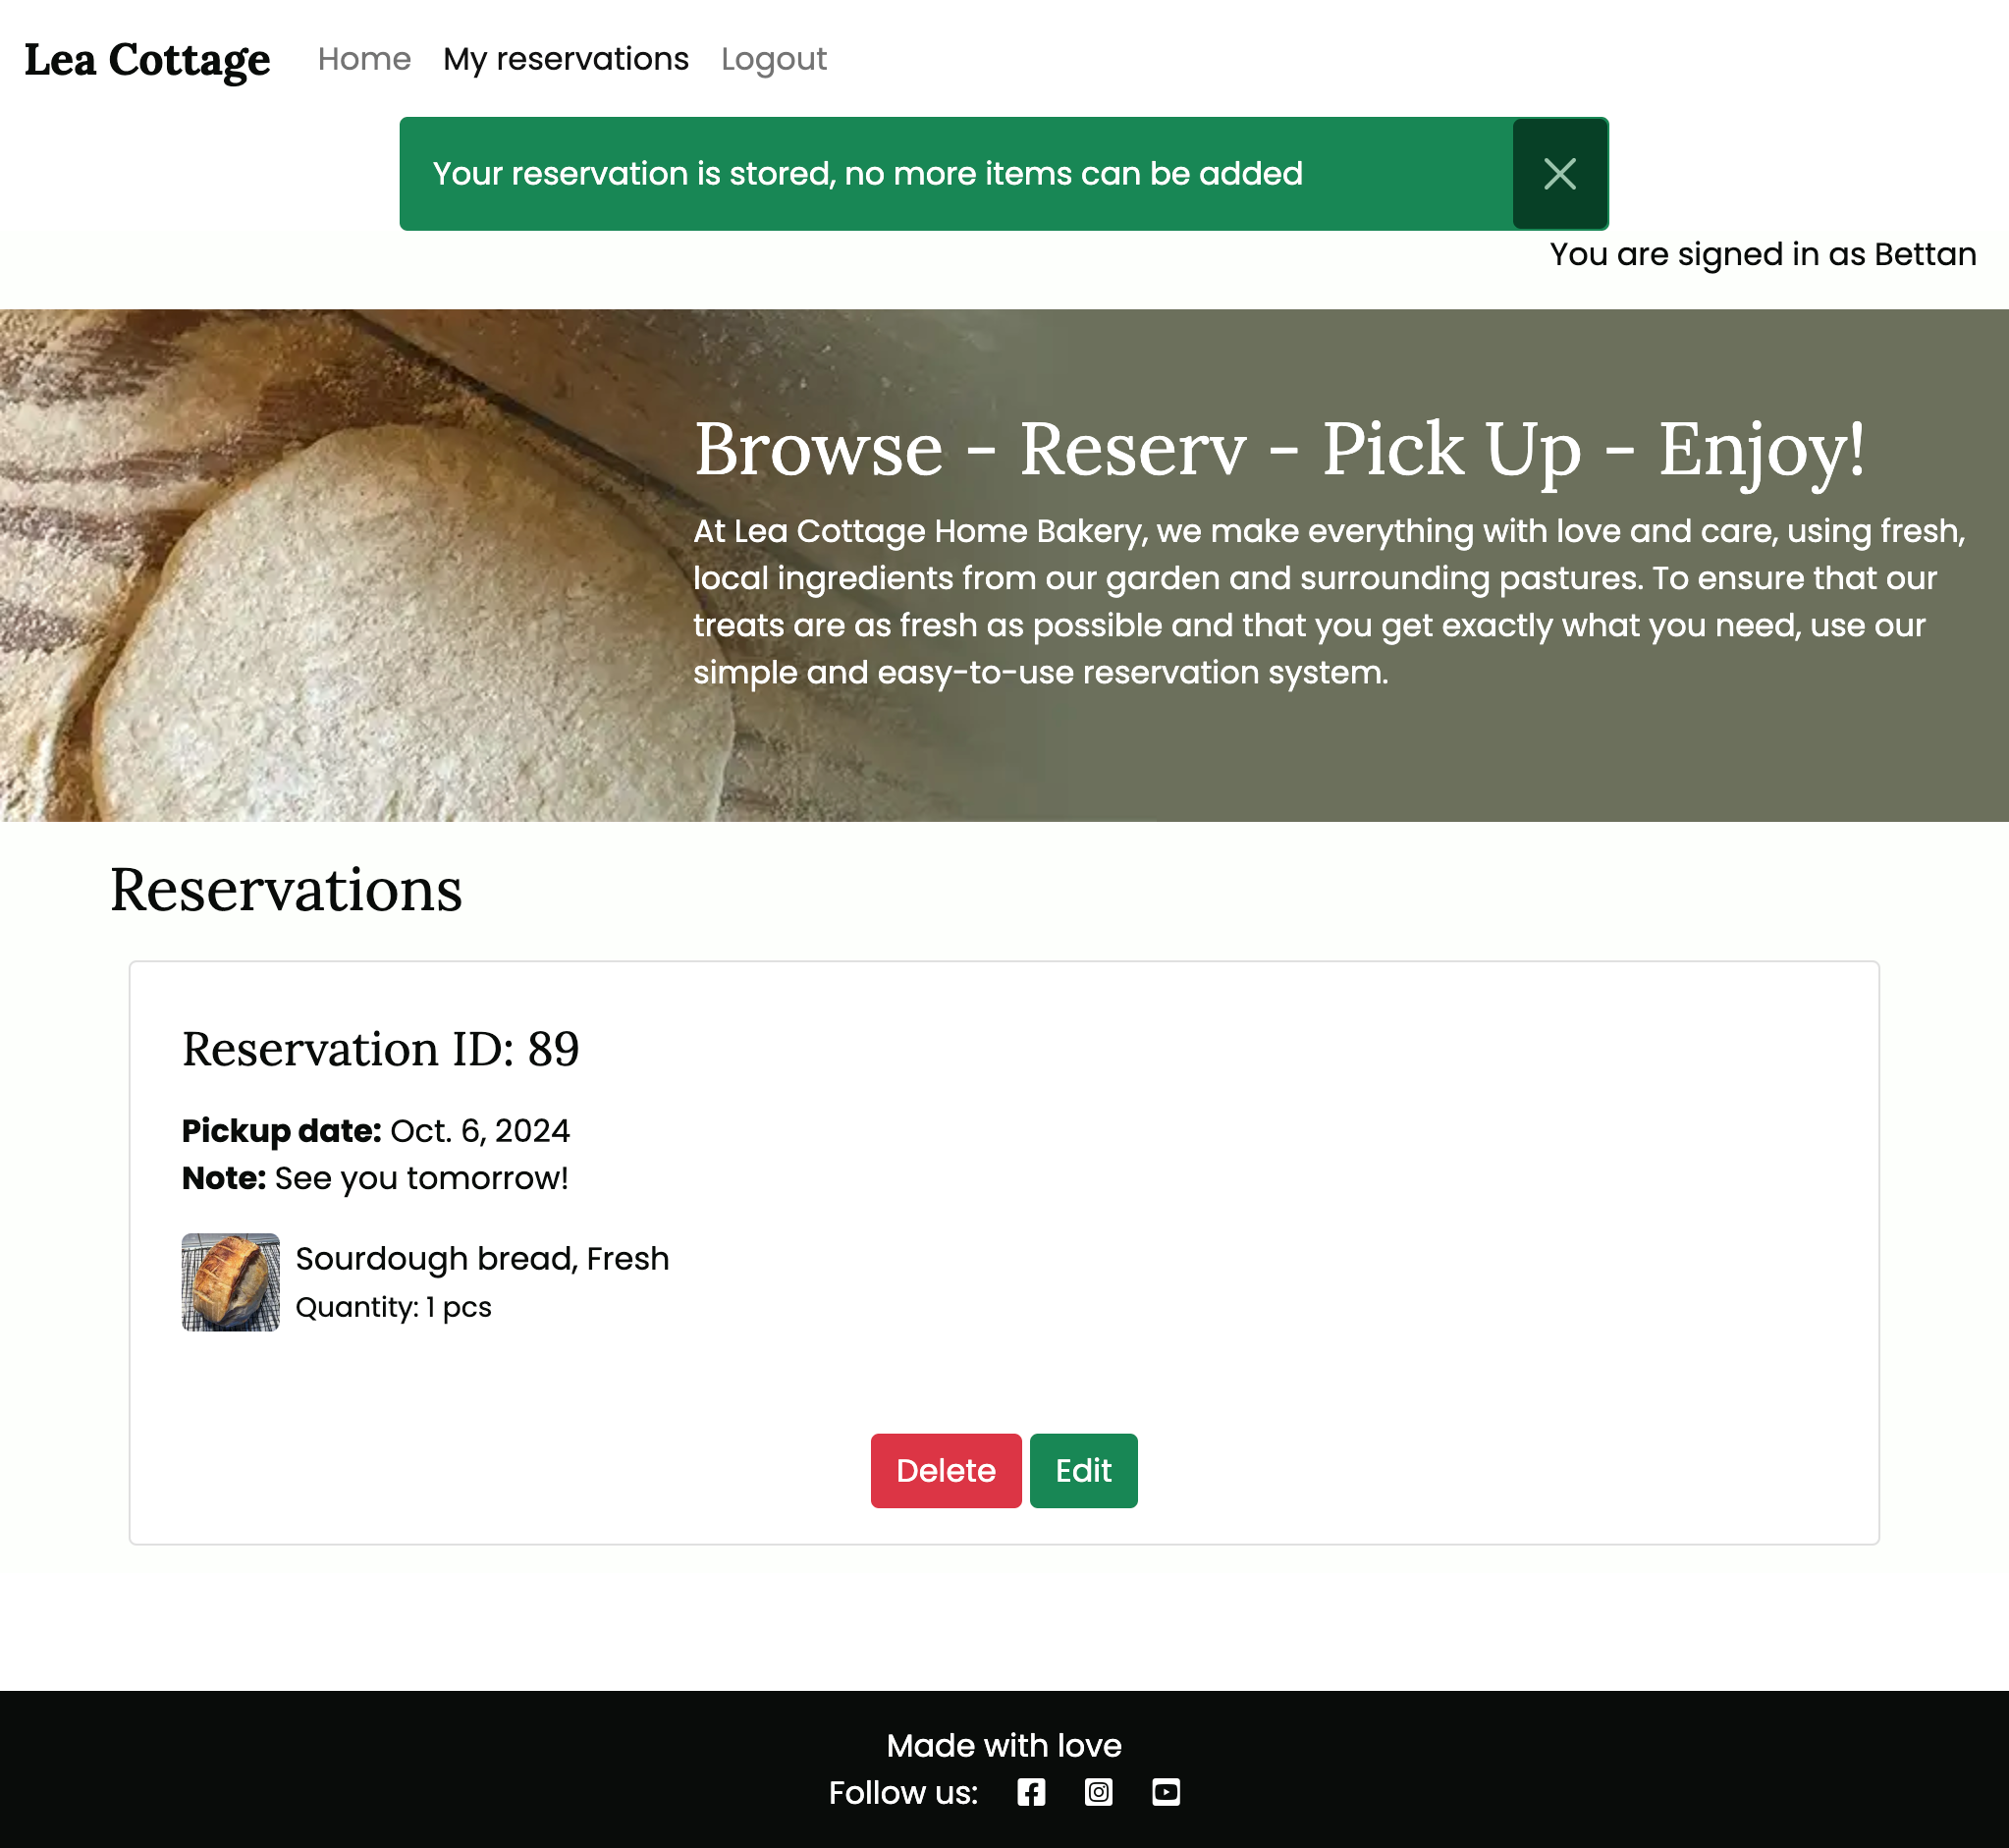 Lea Cottage Home My reservations Logout
Your reservation is stored, no more items can be added
You are signed in as Bettan
Browse - Reserv - Pick Up - Enjoy!
At Lea Cottage Home Bakery, we make everything with love and care, using fresh,
local ingredients from our garden and surrounding pastures. To ensure that our
treats are as fresh as possible and that you get exactly what you need, use our
simple and easy-to-use reservation system.
Reservations
Reservation ID: 89
Pickup date: Oct. 6, 2024
Note: See you tomorrow!
Sourdough bread, Fresh
Quantity: 1 pcs
Delete Edit
Made with love
Follow us: